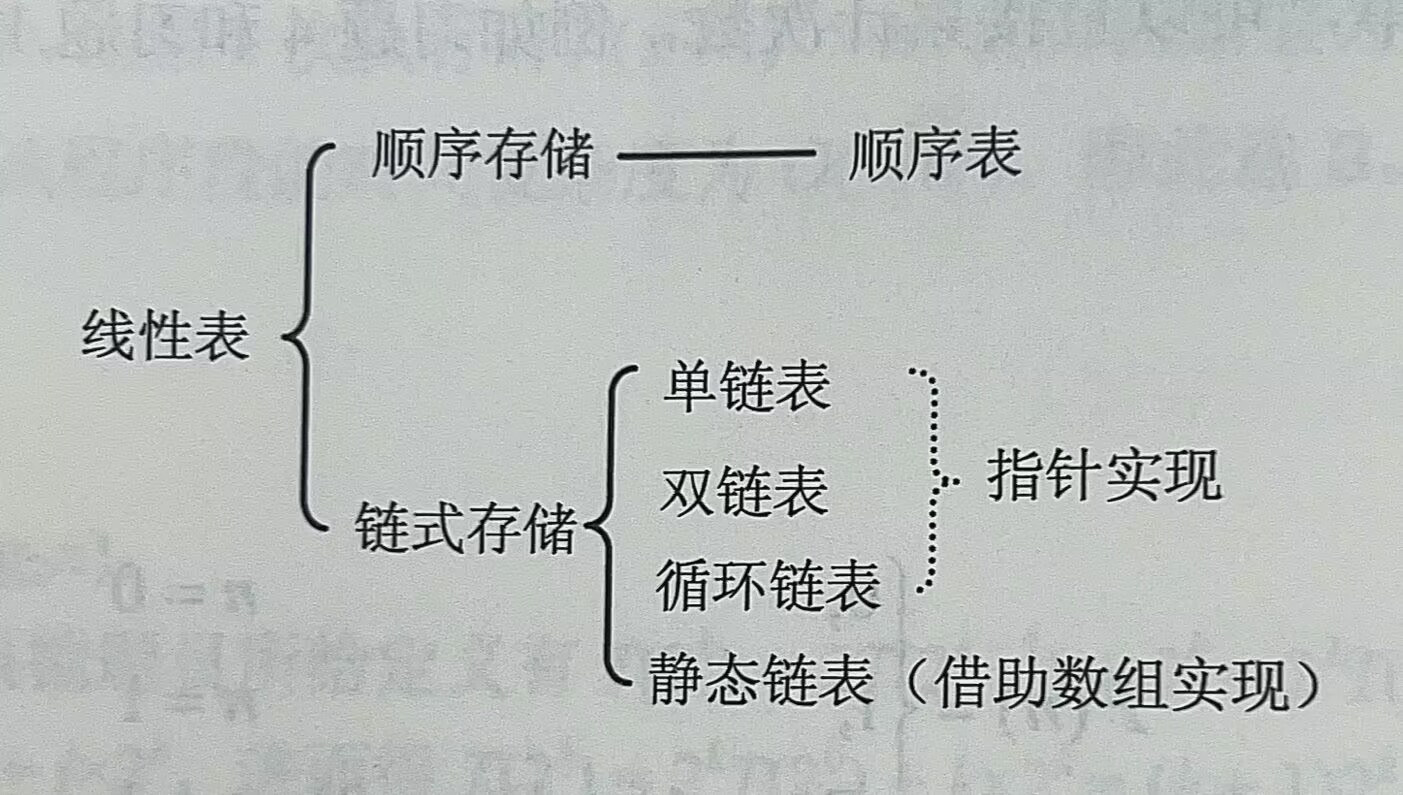 顺序存储 顺序表
线性表
单链表
双链表
指针实现
链式存储
循环链表
静态链表（借助数组实现）
n = 0
n = 1